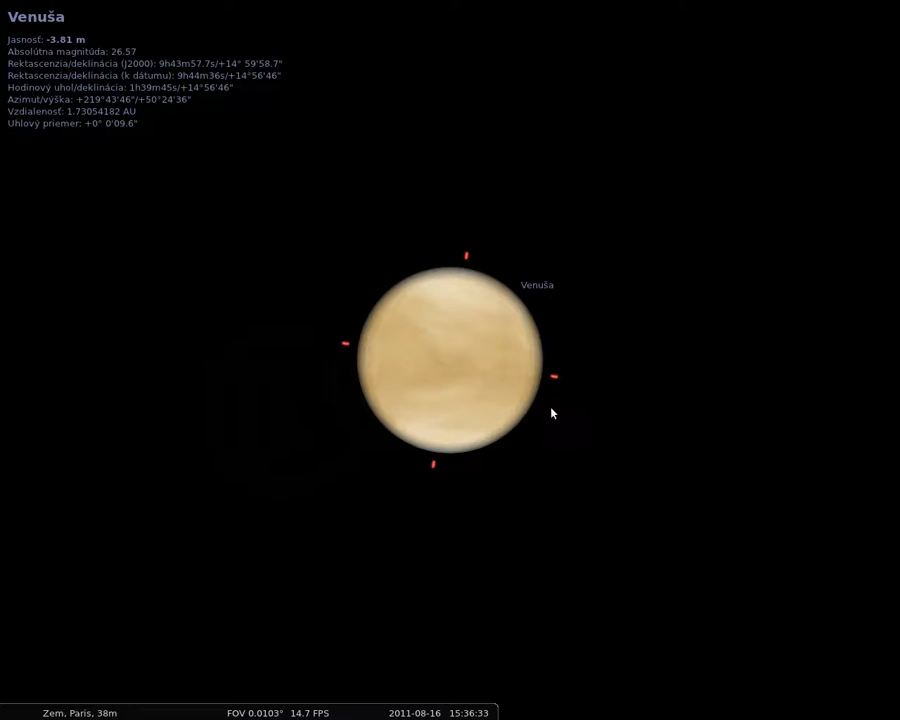 Venuša
Jasnosť: -3.81 m
Absolútna magnitúda: 26.57
Rektascenzia/deklinácia (J2000): 9h43m57.7s/+14° 59'58.7"
Rektascenzia/deklinácia (k dátumu): 9h44m36s/+14°56'46"
Hodinový uhol/deklinácia: 1h39m45s/+14°56'46"
Azimut/výška: +219°43'46"/+50°24'36"
Vzdialenosť: 1.73054182 AU
Uhlový priemer: +0° 0'09.6"
Venuša
Zem, Paris, 38m FOV 0.0103° 14.7 FPS 2011-08-16 15:36:33